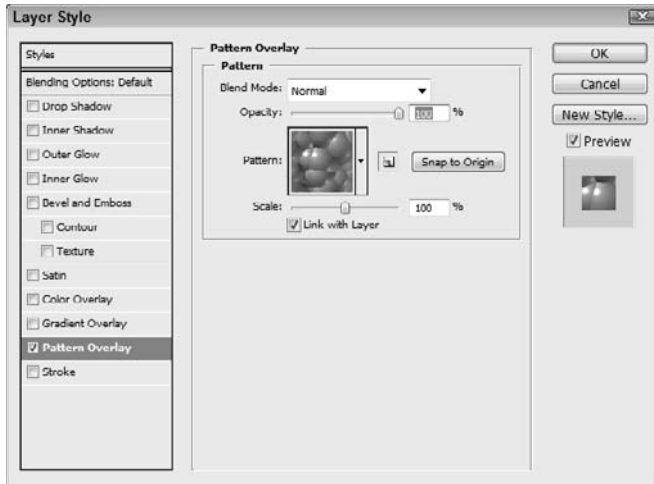 Layer Style
Styles
Blending Options: Default
Drop Shadow
Inner Shadow
Outer Glow
Inner Glow
Bevel and Emboss
Contour
Texture
Satin
Color Overlay
Gradient Overlay
Pattern Overlay
Stroke
Pattern Overlay
Pattern
Blend Mode: Normal
Opacity: 100 %
Pattern: Snap to Origin
Scale: 100 %
Link with Layer
OK
Cancel
New Style...
Preview